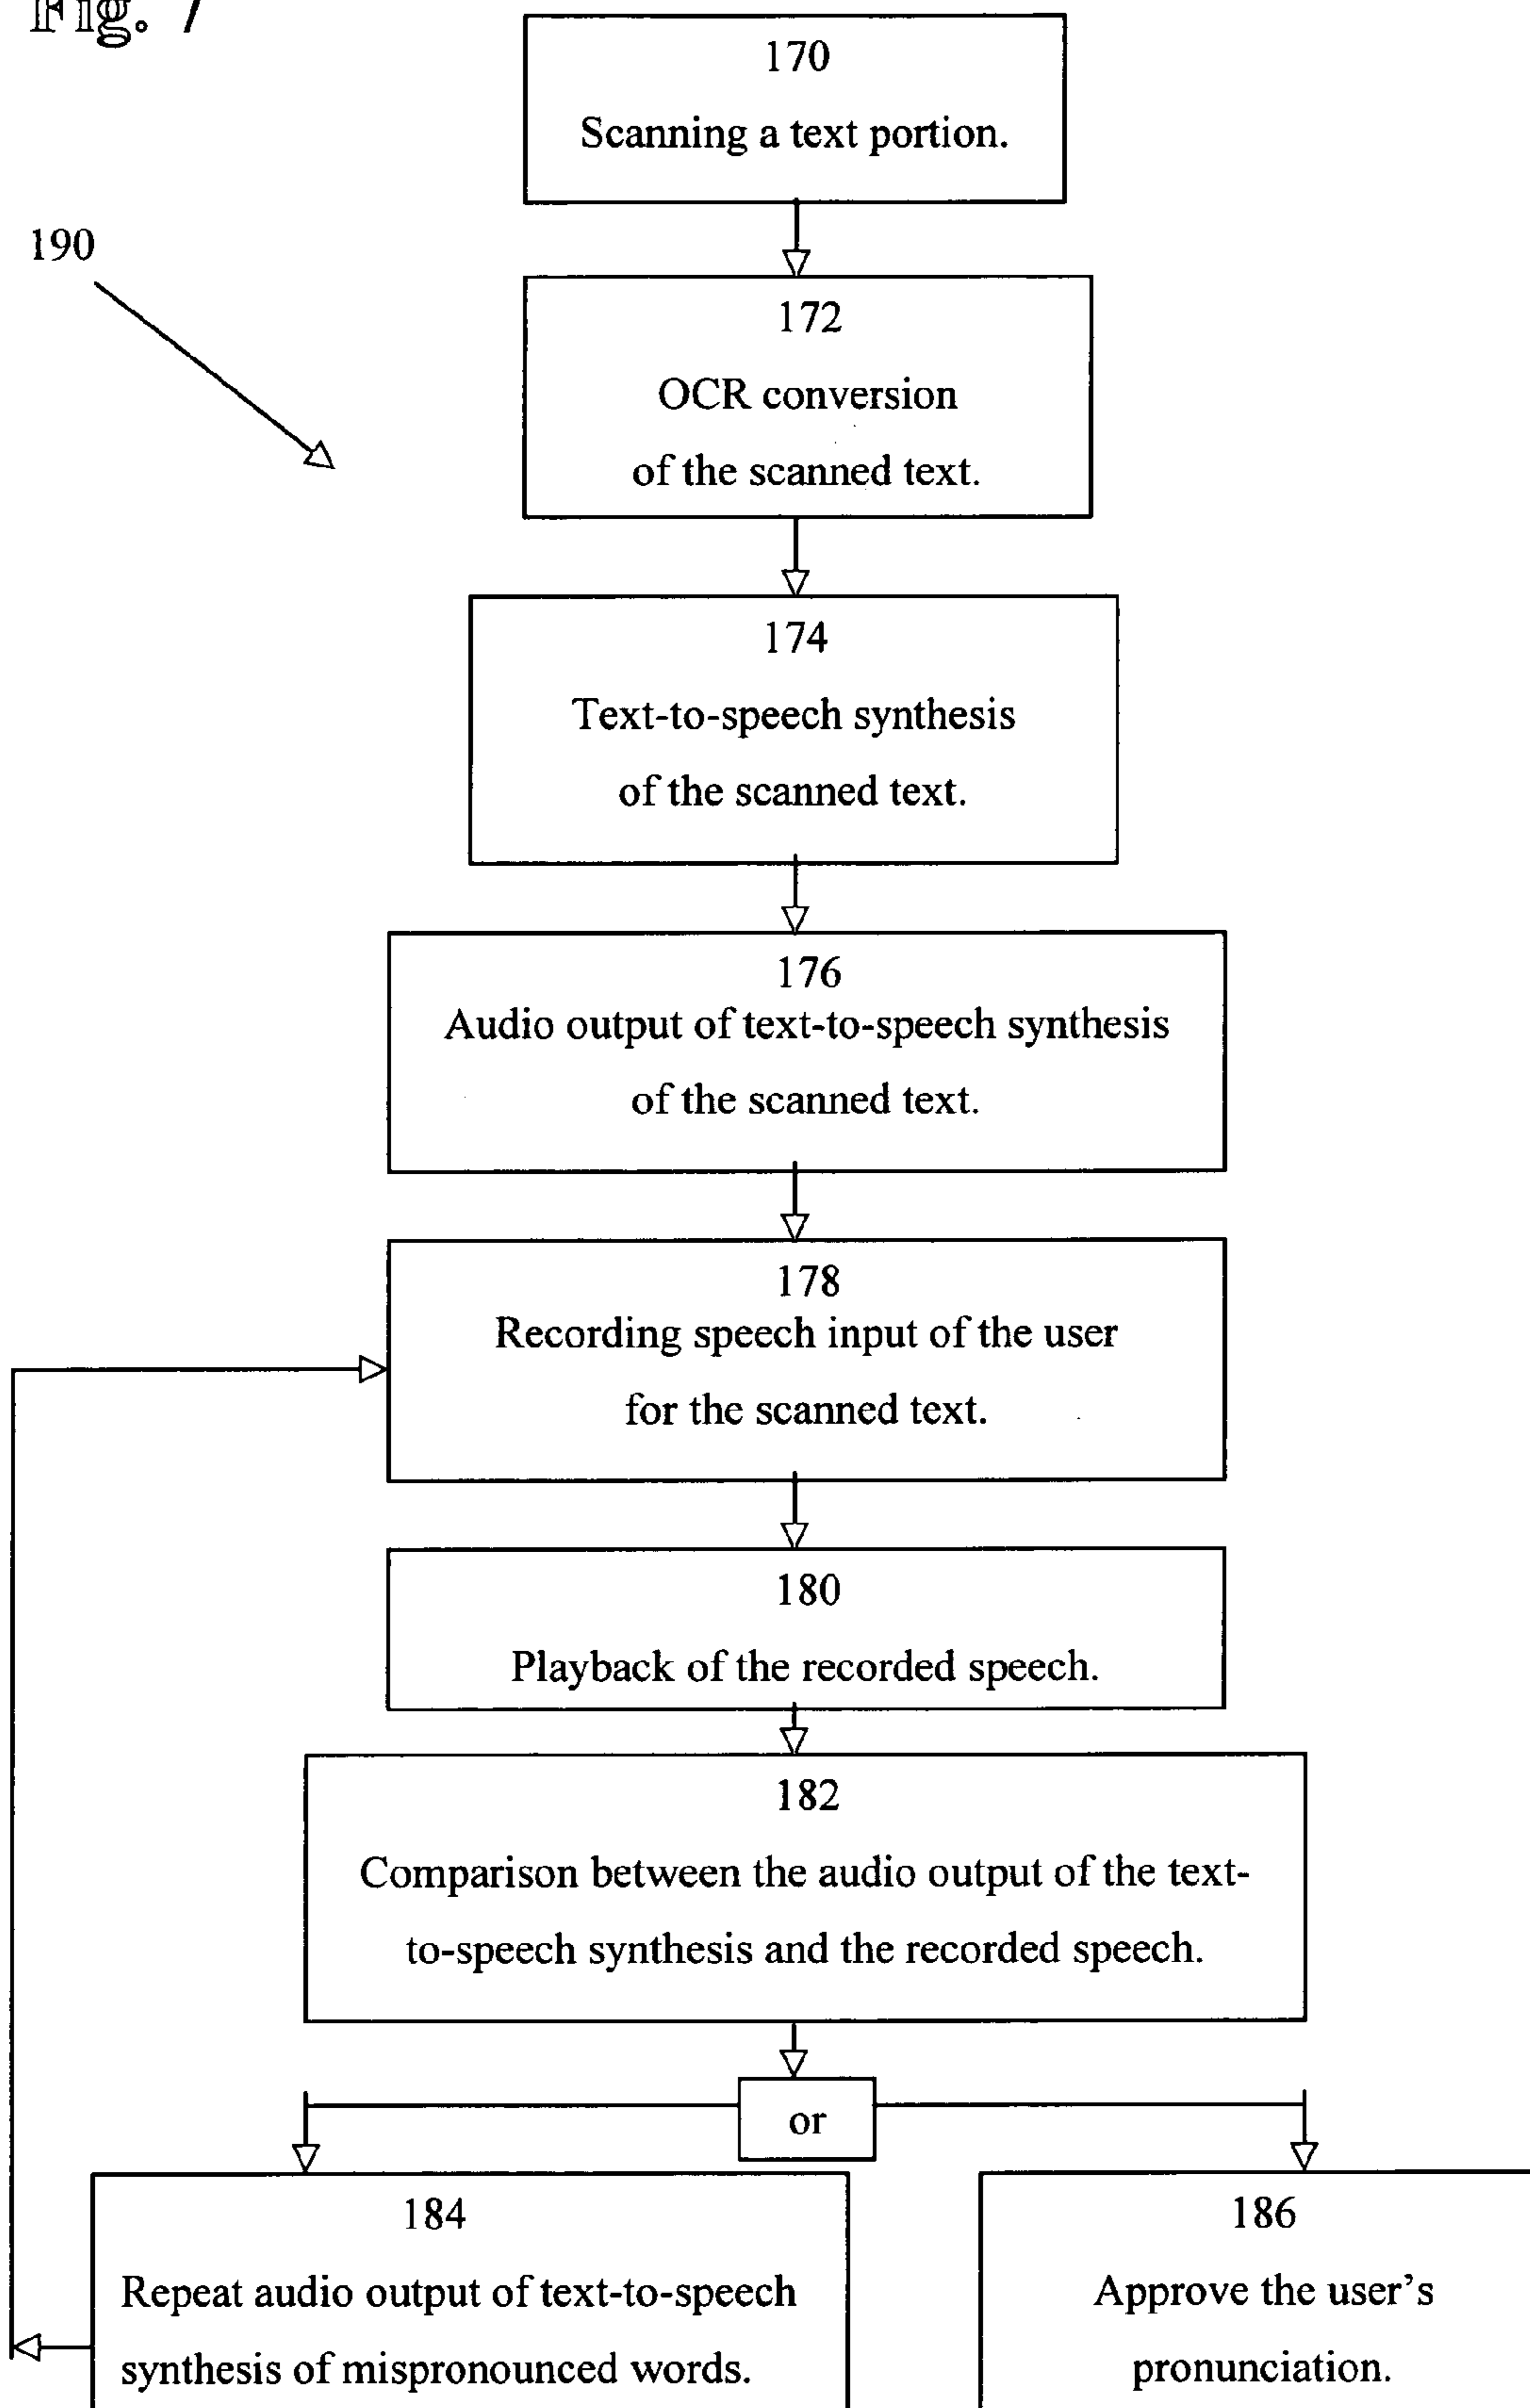 Fig. 7
170
Scanning a text portion.
190
172
OCR conversion
of the scanned text.
174
Text-to-speech synthesis
of the scanned text.
176
Audio output of text-to-speech synthesis
of the scanned text.
178
Recording speech input of the user
for the scanned text.
180
Playback of the recorded speech.
182
Comparison between the audio output of the text-
to-speech synthesis and the recorded speech.
or
184
Repeat audio output of text-to-speech
synthesis of mispronounced words.
186
Approve the user’s
pronunciation.